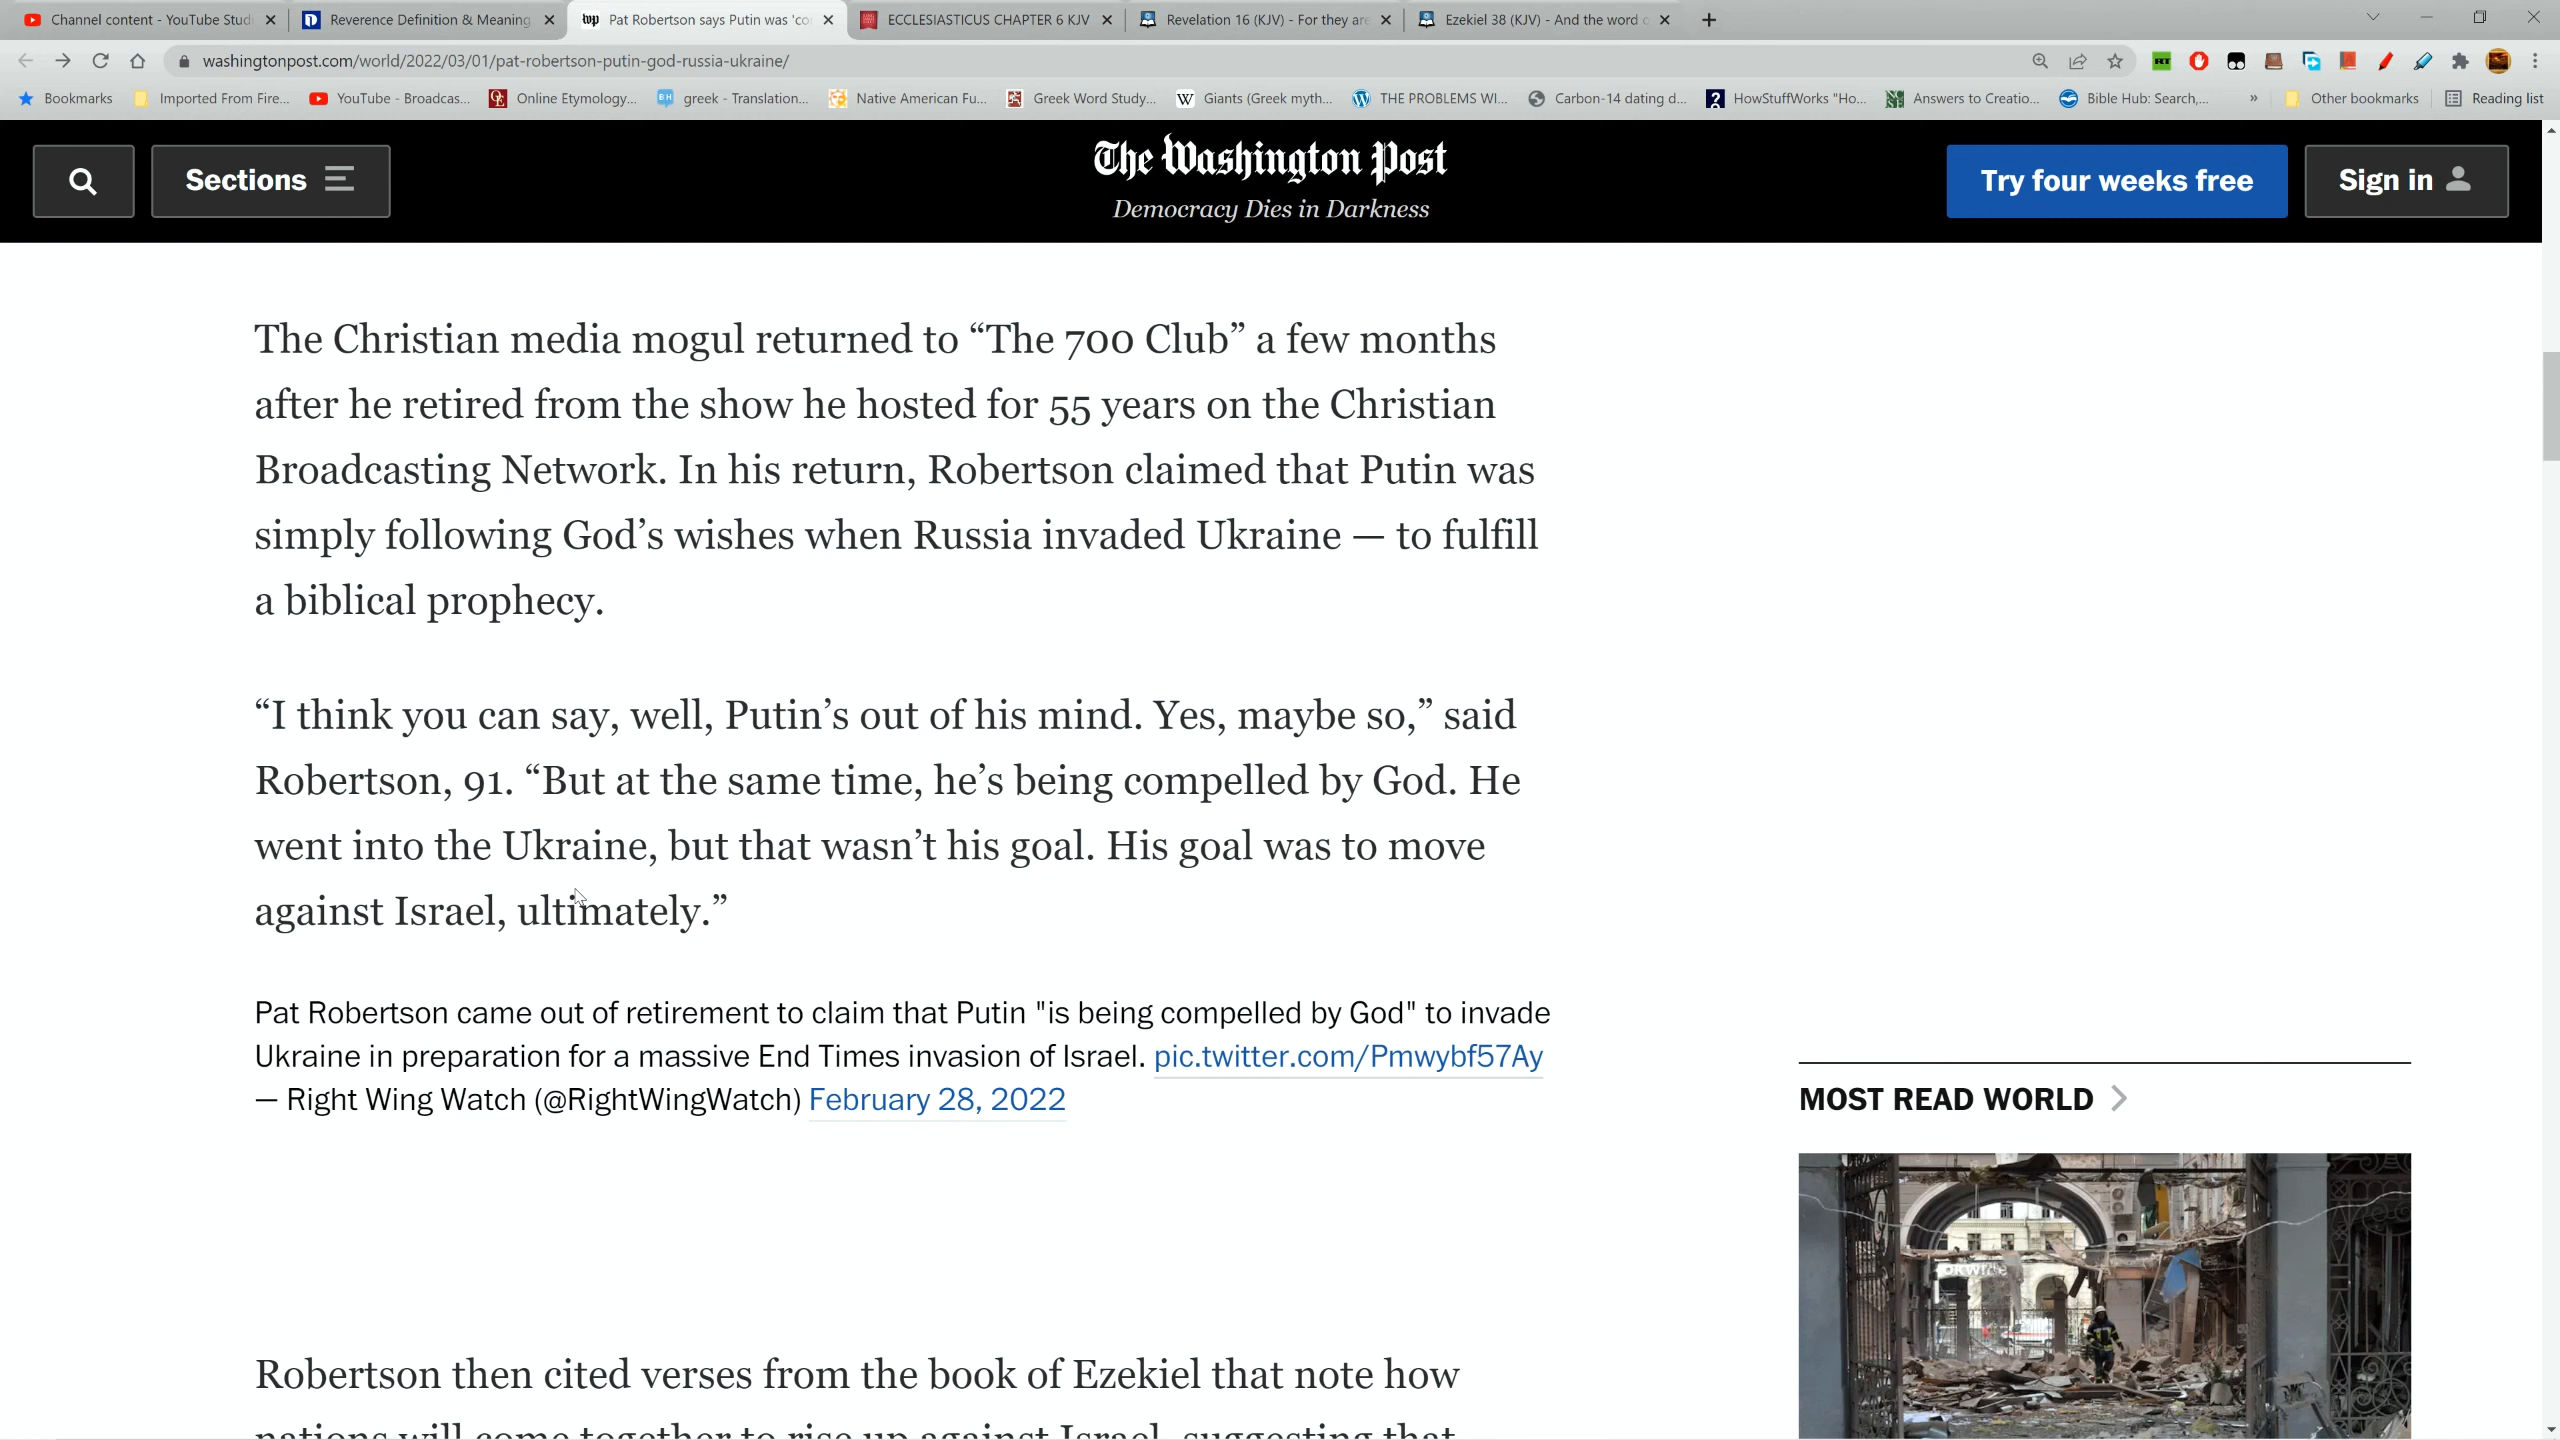 Channel content - YouTube Studi
Reverence Definition & Meaning
Pat Robertson says Putin was 'co
ECCLESIASTICUS CHAPTER 6 KJV
Revelation 16 (KJV) - For they are
Ezekiel 38 (KJV) - And the word o
washingtonpost.com/world/2022/03/01/pat-robertson-putin-god-russia-ukraine/
RT
Bookmarks
Imported From Fire...
YouTube - Broadcas...
Online Etymology...
greek - Translation...
Native American Fu...
Greek Word Study...
Giants (Greek myth...
THE PROBLEMS WI...
Carbon-14 dating d...
HowStuffWorks "Ho...
Answers to Creatio...
Bible Hub: Search,...
Other bookmarks
Reading list
Sections
The Washington Post
Democracy Dies in Darkness
Try four weeks free
Sign in
The Christian media mogul returned to “The 700 Club” a few months
after he retired from the show he hosted for 55 years on the Christian
Broadcasting Network. In his return, Robertson claimed that Putin was
simply following God’s wishes when Russia invaded Ukraine — to fulfill
a biblical prophecy.
“I think you can say, well, Putin’s out of his mind. Yes, maybe so,” said
Robertson, 91. “But at the same time, he’s being compelled by God. He
went into the Ukraine, but that wasn’t his goal. His goal was to move
against Israel, ultimately.”
Pat Robertson came out of retirement to claim that Putin "is being compelled by God" to invade
Ukraine in preparation for a massive End Times invasion of Israel. pic.twitter.com/Pmwybf57Ay
— Right Wing Watch (@RightWingWatch) February 28, 2022
MOST READ WORLD
Robertson then cited verses from the book of Ezekiel that note how
nations will come together to rise up against Israel, suggesting that